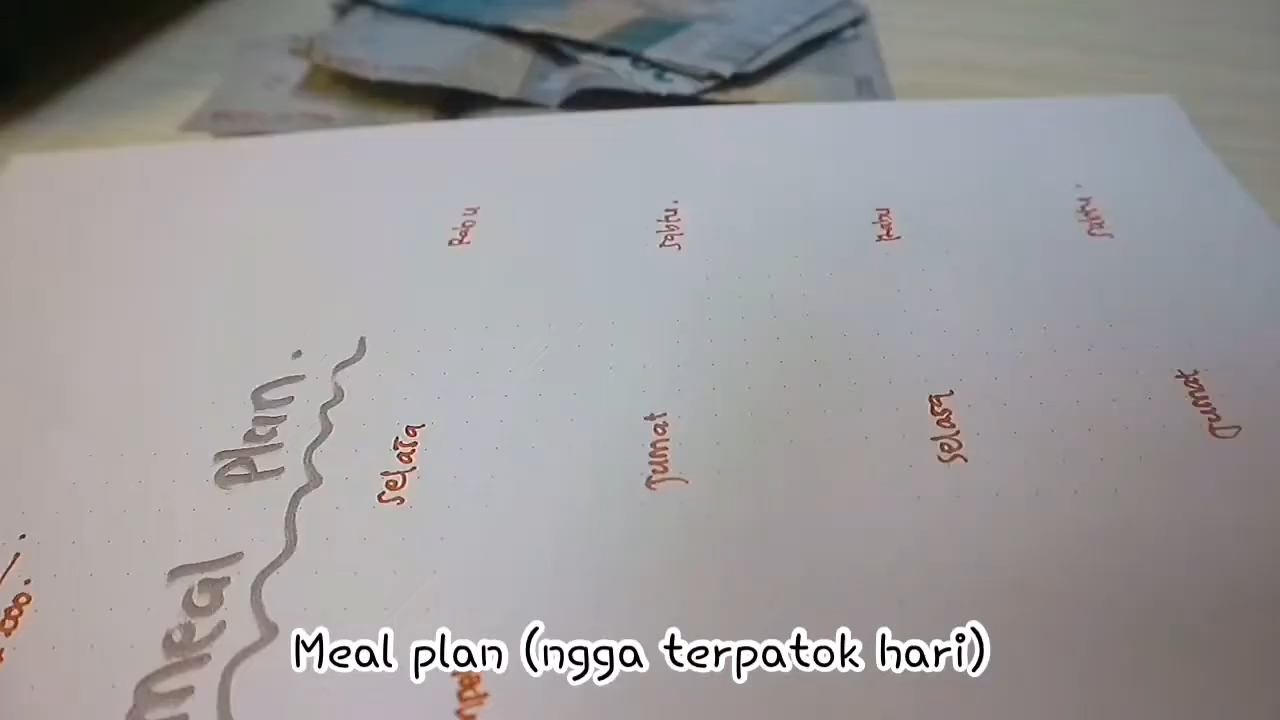 Meal Plan.
selasa Rabu
Jumat sabtu.
selasa Rabu
Jumat sabtu.
Meal plan (ngga terpatok hari)